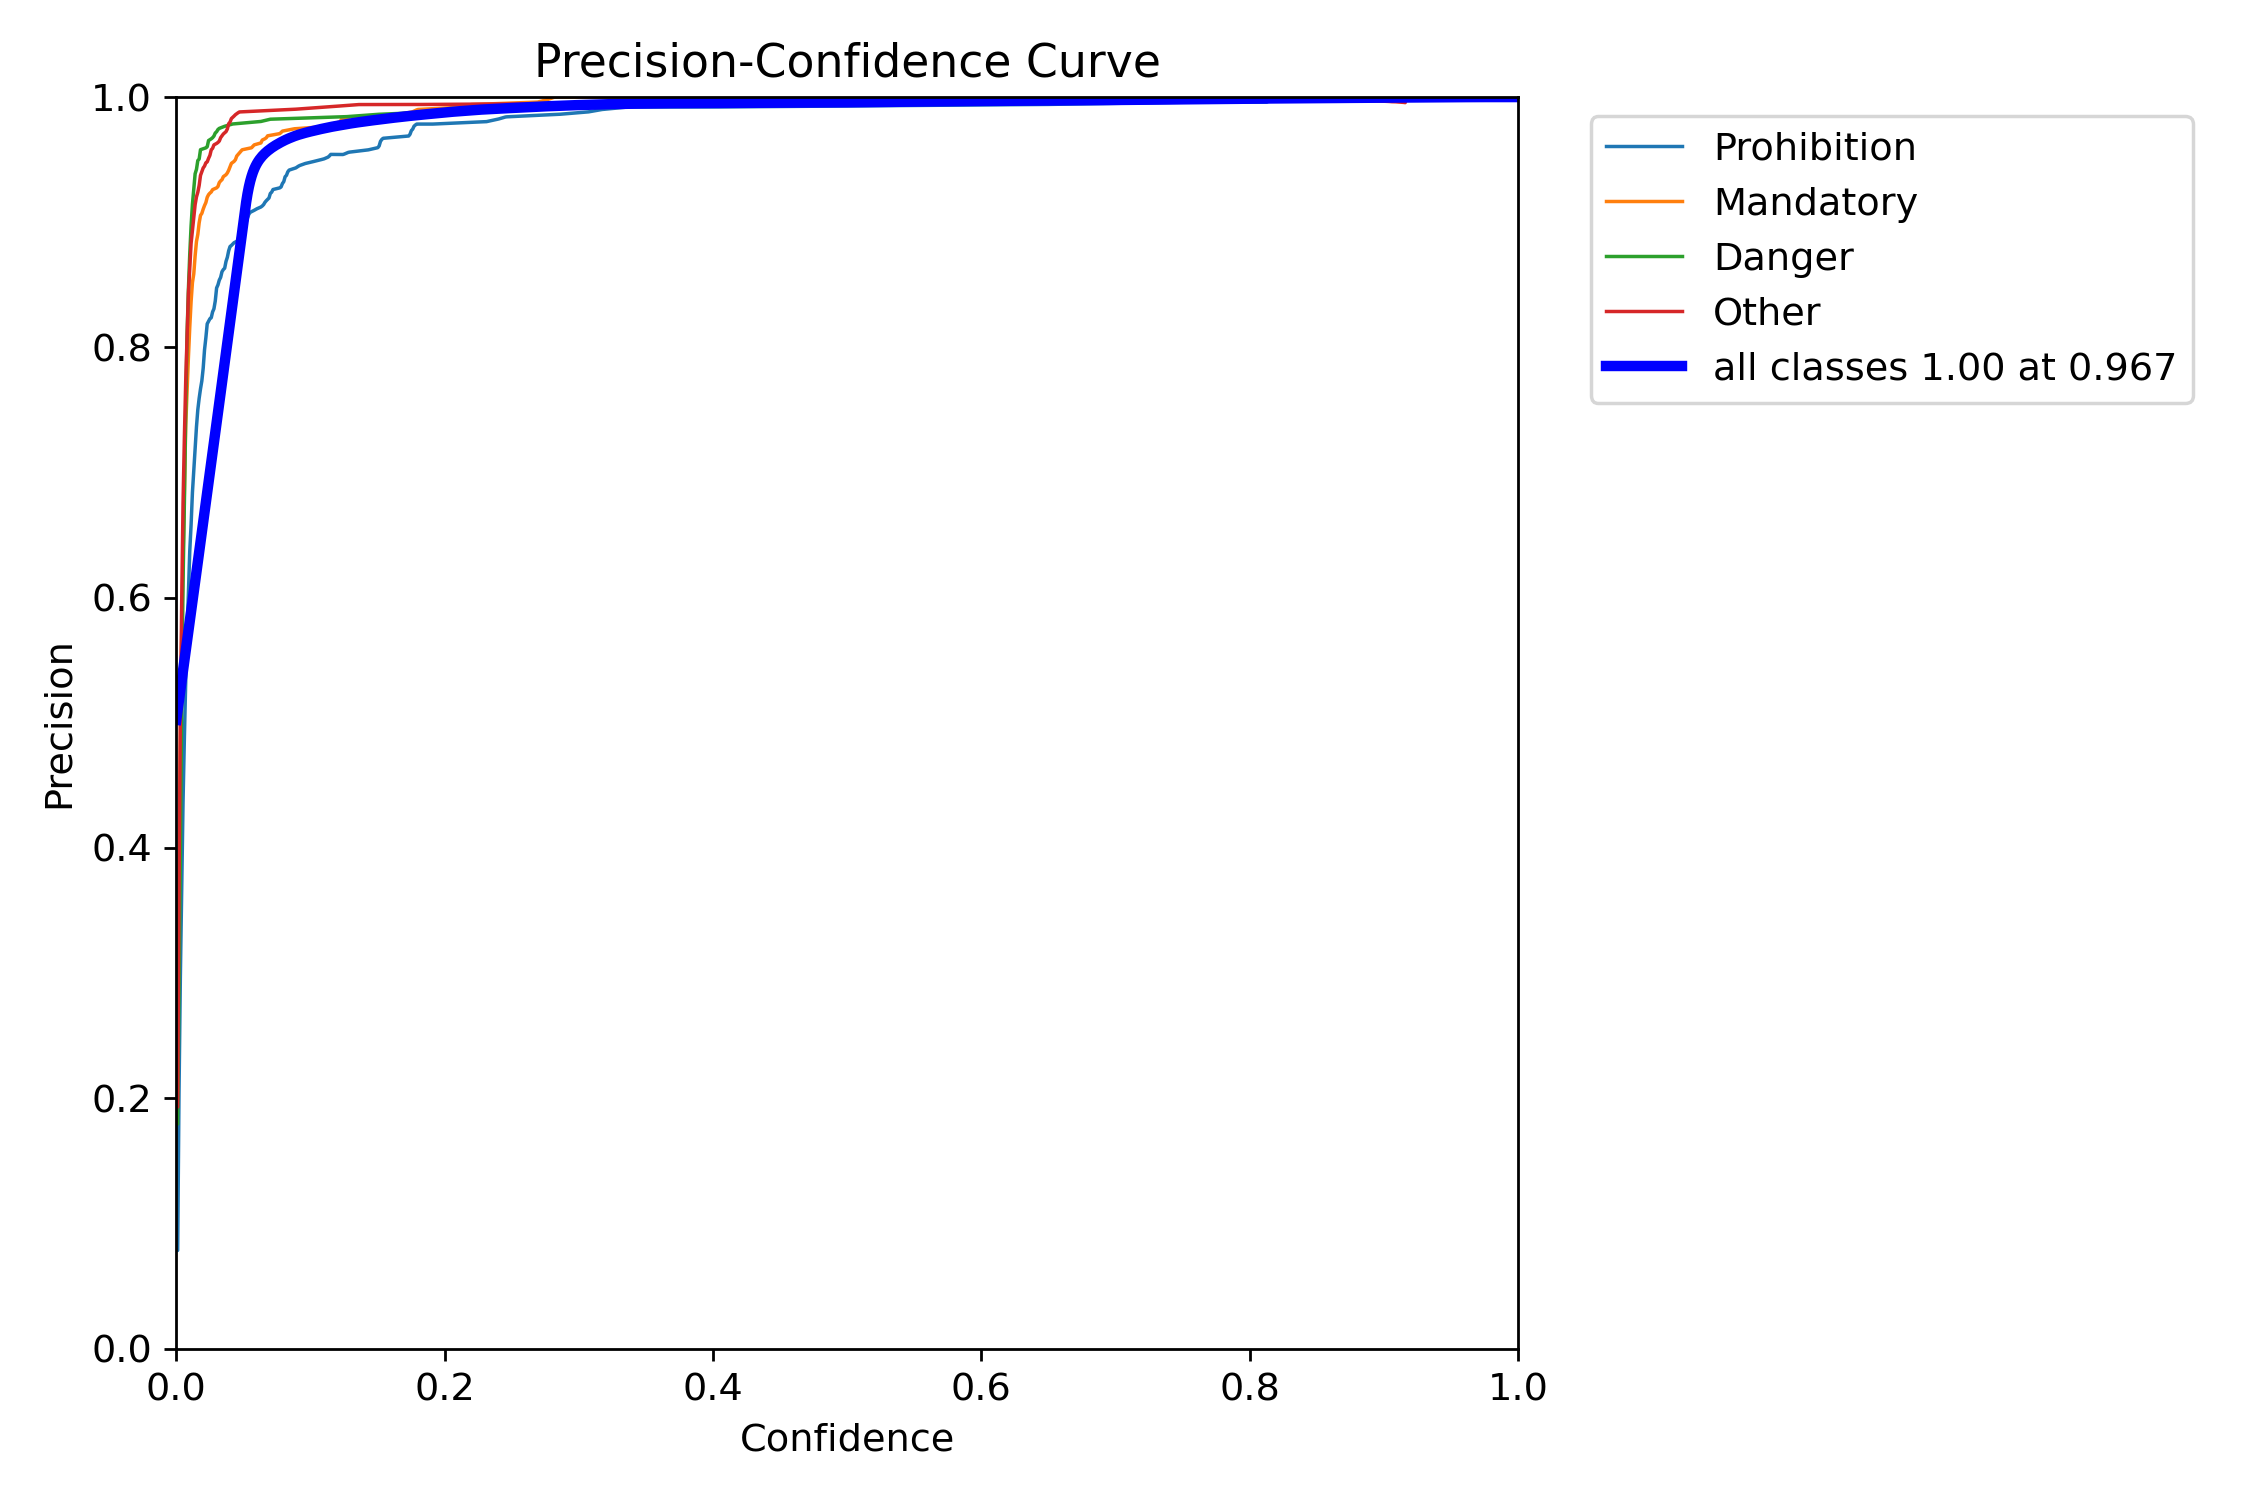 Precision-Confidence Curve
1.0
0.8
0.6
0.4
0.2
0.0
Precision
0.0 0.2 0.4 0.6 0.8 1.0
Confidence
Prohibition
Mandatory
Danger
Other
all classes 1.00 at 0.967